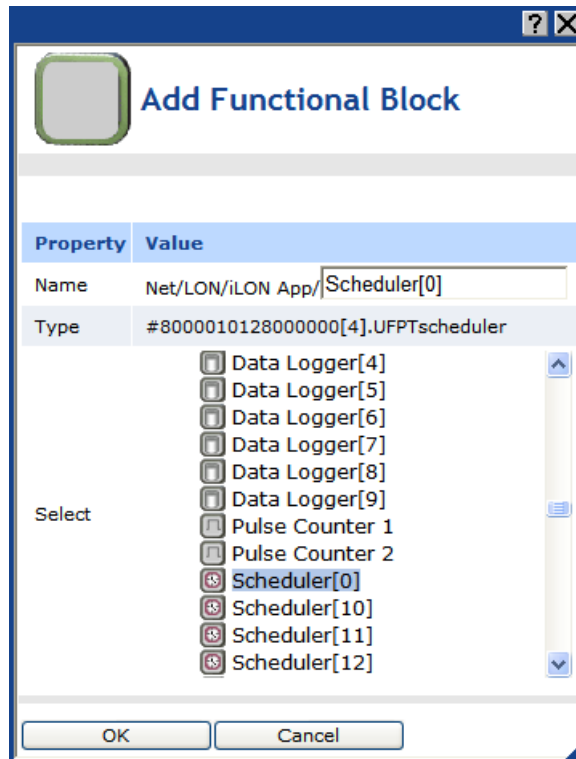 ?
Add Functional Block
Property Value
Name Net/LON/iLON App/ Scheduler[0]
Type #8000010128000000[4].UFPTscheduler
Select
Data Logger[4]
Data Logger[5]
Data Logger[6]
Data Logger[7]
Data Logger[8]
Data Logger[9]
Pulse Counter 1
Pulse Counter 2
Scheduler[0]
Scheduler[10]
Scheduler[11]
Scheduler[12]
OK Cancel